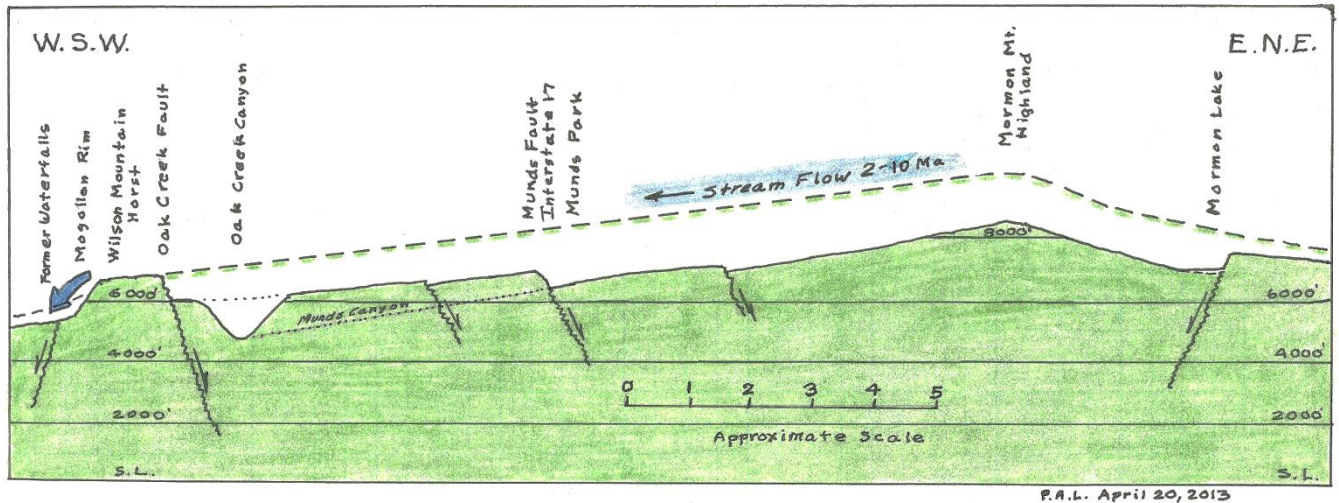 W.S.W.
E.N.E.
Former Waterfalls
Mogollon Rim
Wilson Mountain
Horst
Oak Creek Fault
Oak Creek Canyon
Munds Fault
Interstate 17
Munds Park
Mormon Mt.
Highland
Mormon Lake
← Stream Flow 2-10 Ma
8000'
6000'
6000'
Munds Canyon
4000'
4000'
0 1 2 3 4 5
2000'
2000'
Approximate Scale
S.L.
S.L.
P.A.L. April 20, 2013